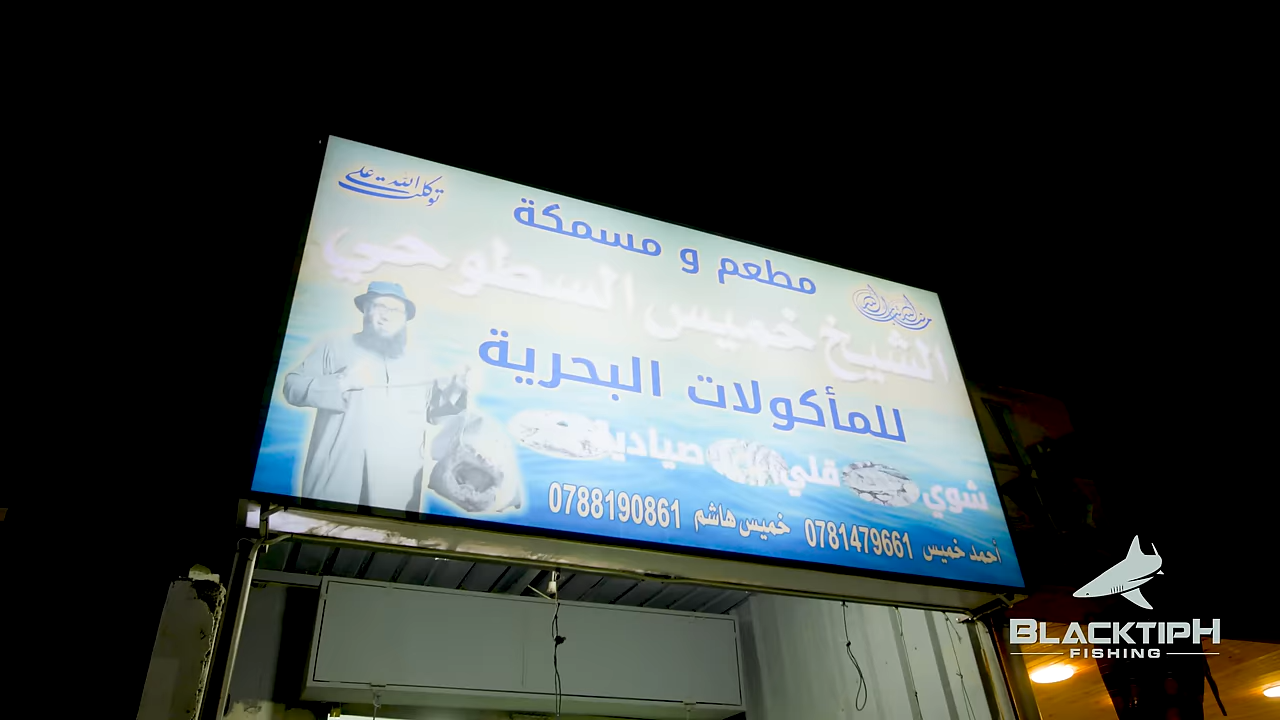 توكلت على الله
مطعم و مسمكة
الشيخ خميس السطوحي
للمأكولات البحرية
شوي قلي صيادية
أحمد خميس 0781479661 خميس هاشم 0788190861
BLACKTIPH
FISHING